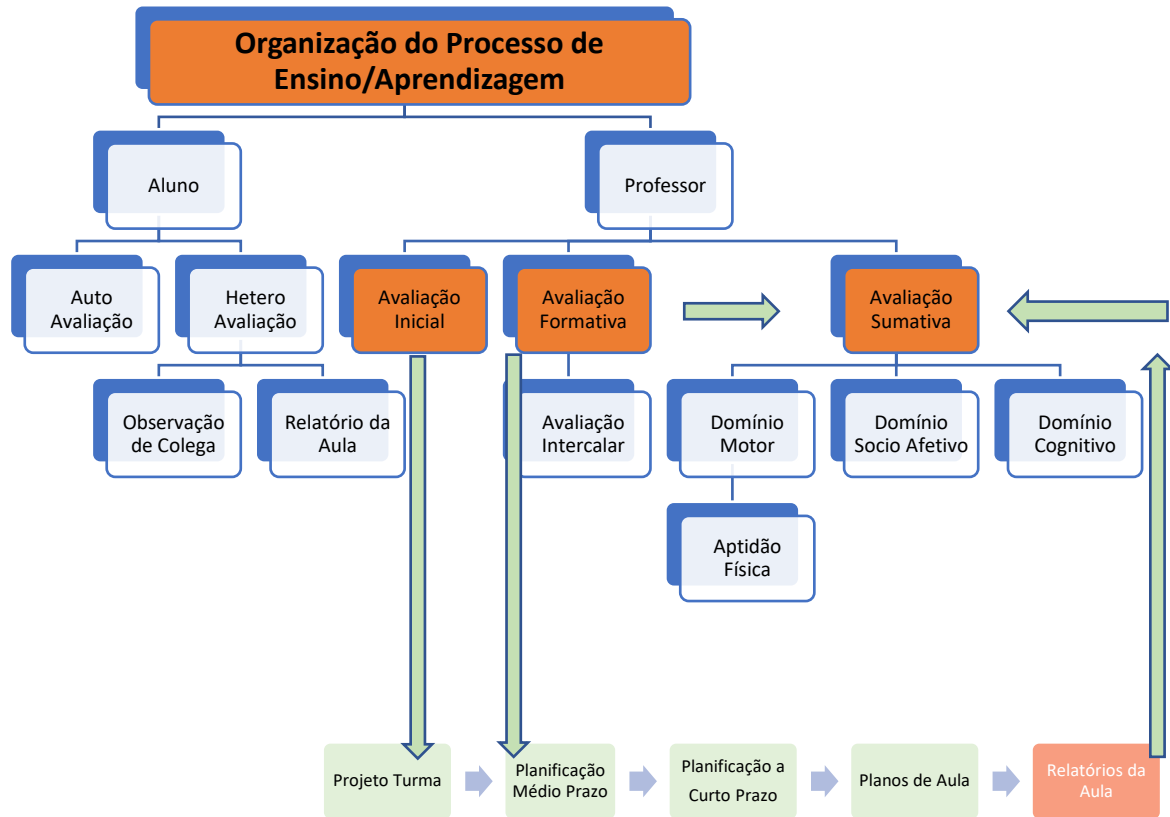 Organização do Processo de
Ensino/Aprendizagem
Aluno
Professor
Auto
Avaliação
Hetero
Avaliação
Avaliação
Inicial
Avaliação
Formativa
Avaliação
Sumativa
Observação
de Colega
Relatório da
Aula
Avaliação
Intercalar
Domínio
Motor
Domínio
Socio Afetivo
Domínio
Cognitivo
Aptidão
Física
Projeto Turma
Planificação
Médio Prazo
Planificação a
Curto Prazo
Planos de Aula
Relatórios da
Aula